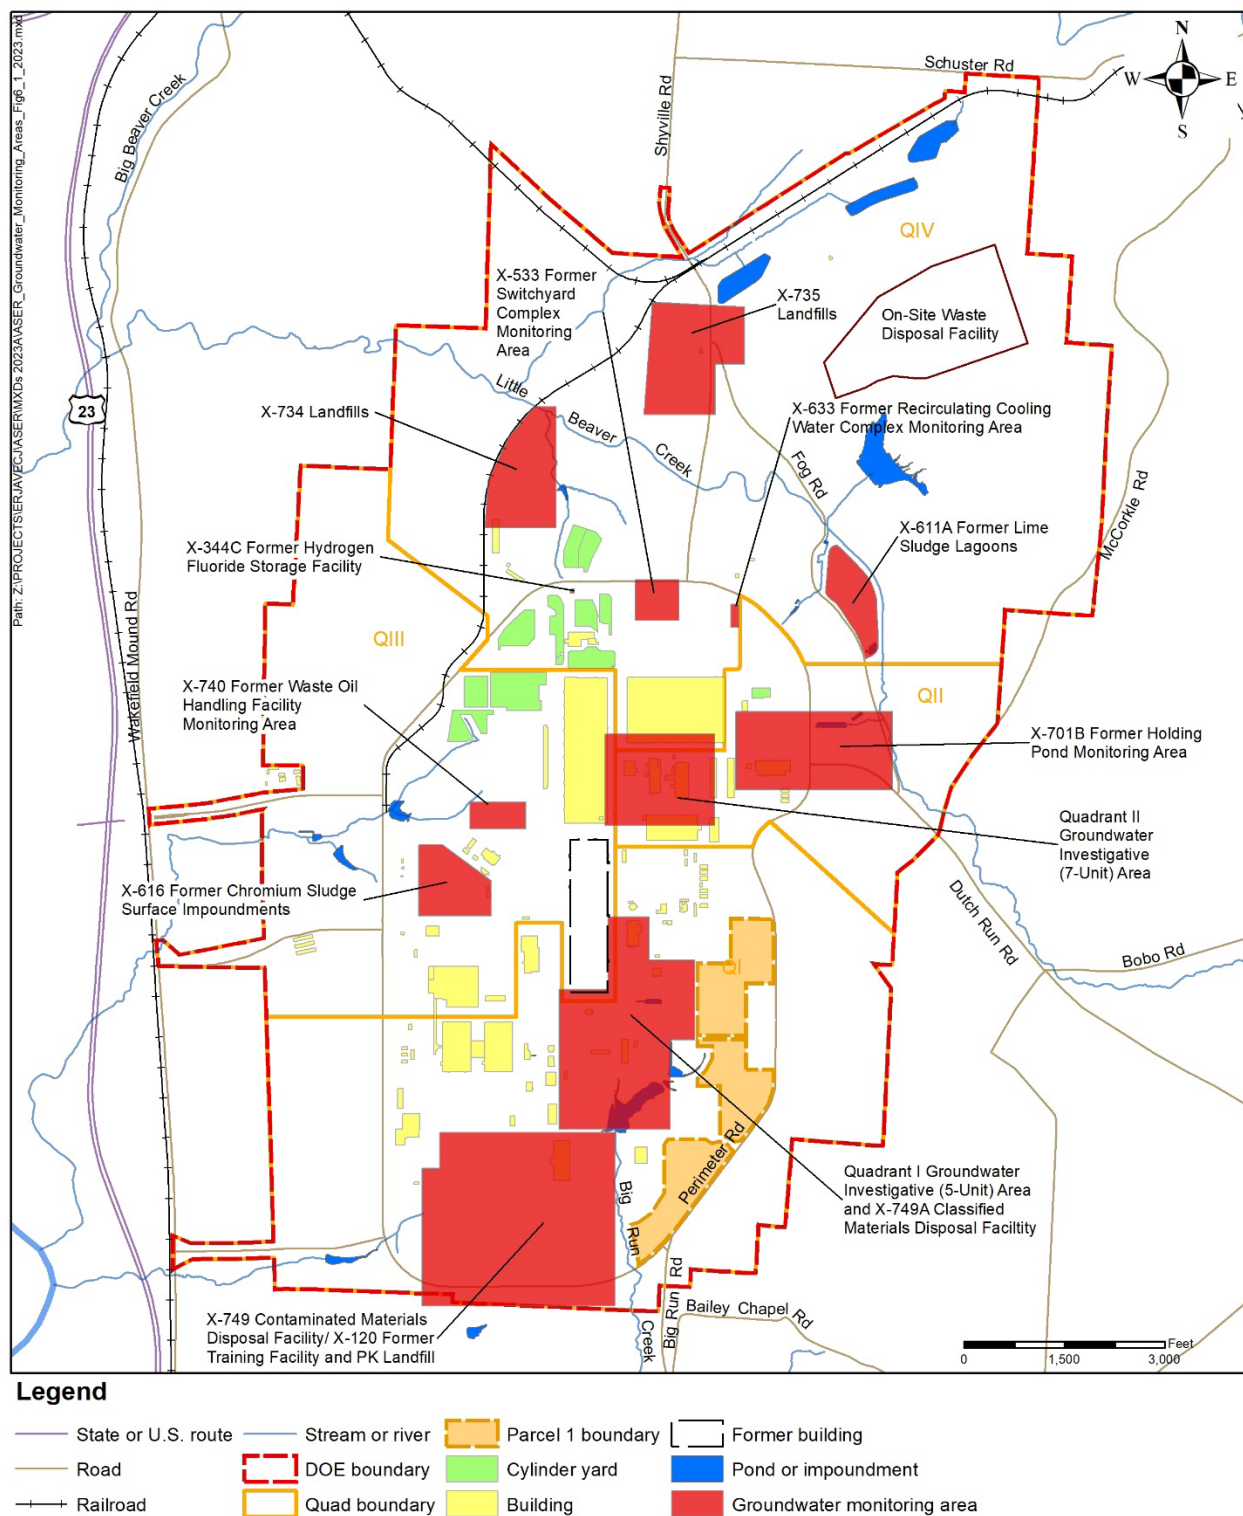 Path: Z:\PROJECTS\ERJAVECJ\ASER\MXDs 2023A\ASER_Groundwater_Monitoring_Areas_Fig6_1_2023.mxd
N
W
E
S
Schuster Rd
Shyville Rd
Big Beaver Creek
QIV
X-533 Former
Switchyard
Complex
Monitoring
Area
X-735
Landfills
On-Site Waste
Disposal Facility
23
Little
Beaver
Creek
X-734 Landfills
X-633 Former Recirculating Cooling
Water Complex Monitoring Area
Fog Rd
McCorkle Rd
X-611A Former Lime
Sludge Lagoons
X-344C Former Hydrogen
Fluoride Storage Facility
Wakefield Mound Rd
QIII
QII
X-740 Former Waste Oil
Handling Facility
Monitoring Area
X-701B Former Holding
Pond Monitoring Area
Quadrant II
Groundwater
Investigative
(7-Unit) Area
X-616 Former Chromium Sludge
Surface Impoundments
Dutch Run Rd
Bobo Rd
QI
Perimeter Rd
Quadrant I Groundwater
Investigative (5-Unit) Area
and X-749A Classified
Materials Disposal Faciltity
Big
Run
Creek
Big Run Rd
Bailey Chapel Rd
X-749 Contaminated Materials
Disposal Facility/ X-120 Former
Training Facility and PK Landfill
Feet
0 1,500 3,000
Legend
State or U.S. route
Stream or river
Parcel 1 boundary
Former building
Road
DOE boundary
Cylinder yard
Pond or impoundment
Railroad
Quad boundary
Building
Groundwater monitoring area